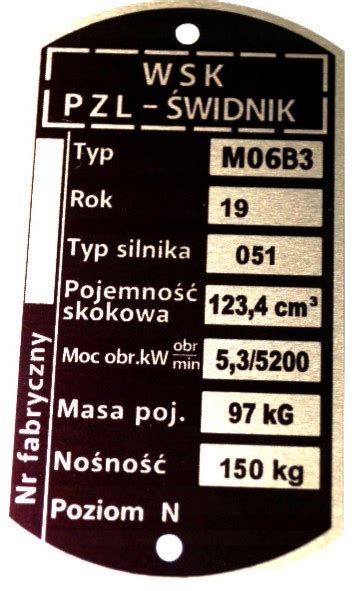 WSK
PZL – ŚWIDNIK
Typ M06B3
Rok 19
Typ silnika 051
Pojemność skokowa 123,4 cm³
Moc obr.kW obr/min 5,3/5200
Masa poj. 97 kG
Nośność 150 kg
Poziom N
Nr fabryczny